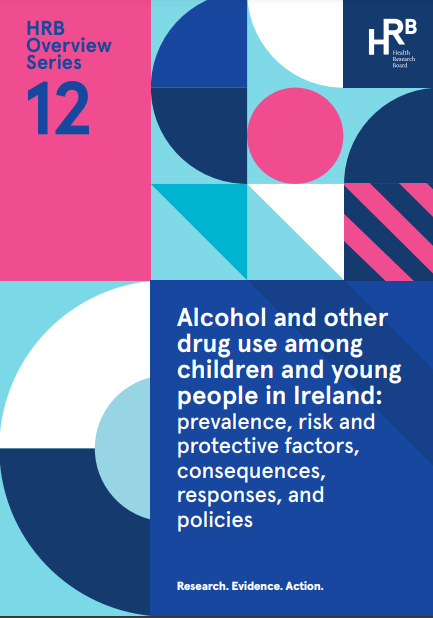 HRB
Overview
Series
12
HRB
Health
Research
Board
Alcohol and other
drug use among
children and young
people in Ireland:
prevalence, risk and
protective factors,
consequences,
responses, and
policies
Research. Evidence. Action.